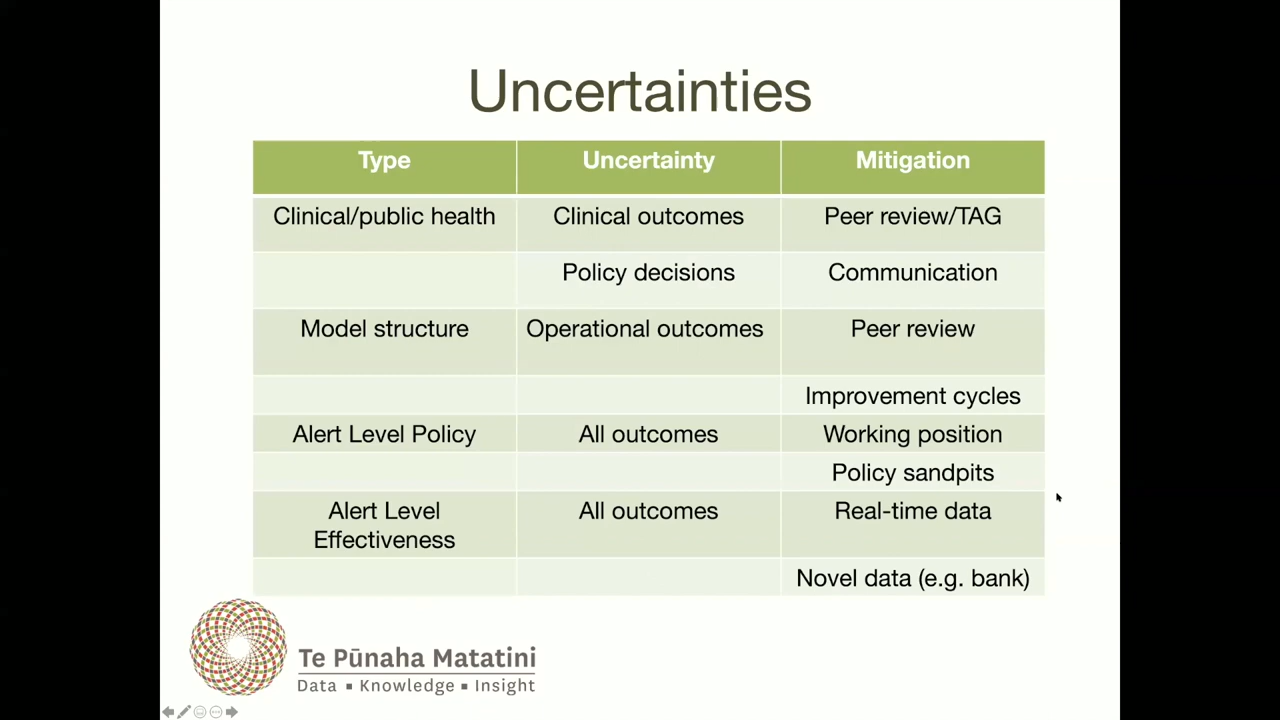 Uncertainties
Type Uncertainty Mitigation
Clinical/public health Clinical outcomes Peer review/TAG
Policy decisions Communication
Model structure Operational outcomes Peer review
Improvement cycles
Alert Level Policy All outcomes Working position
Policy sandpits
Alert Level Effectiveness All outcomes Real-time data
Novel data (e.g. bank)
Te Pūnaha Matatini
Data ▪ Knowledge ▪ Insight